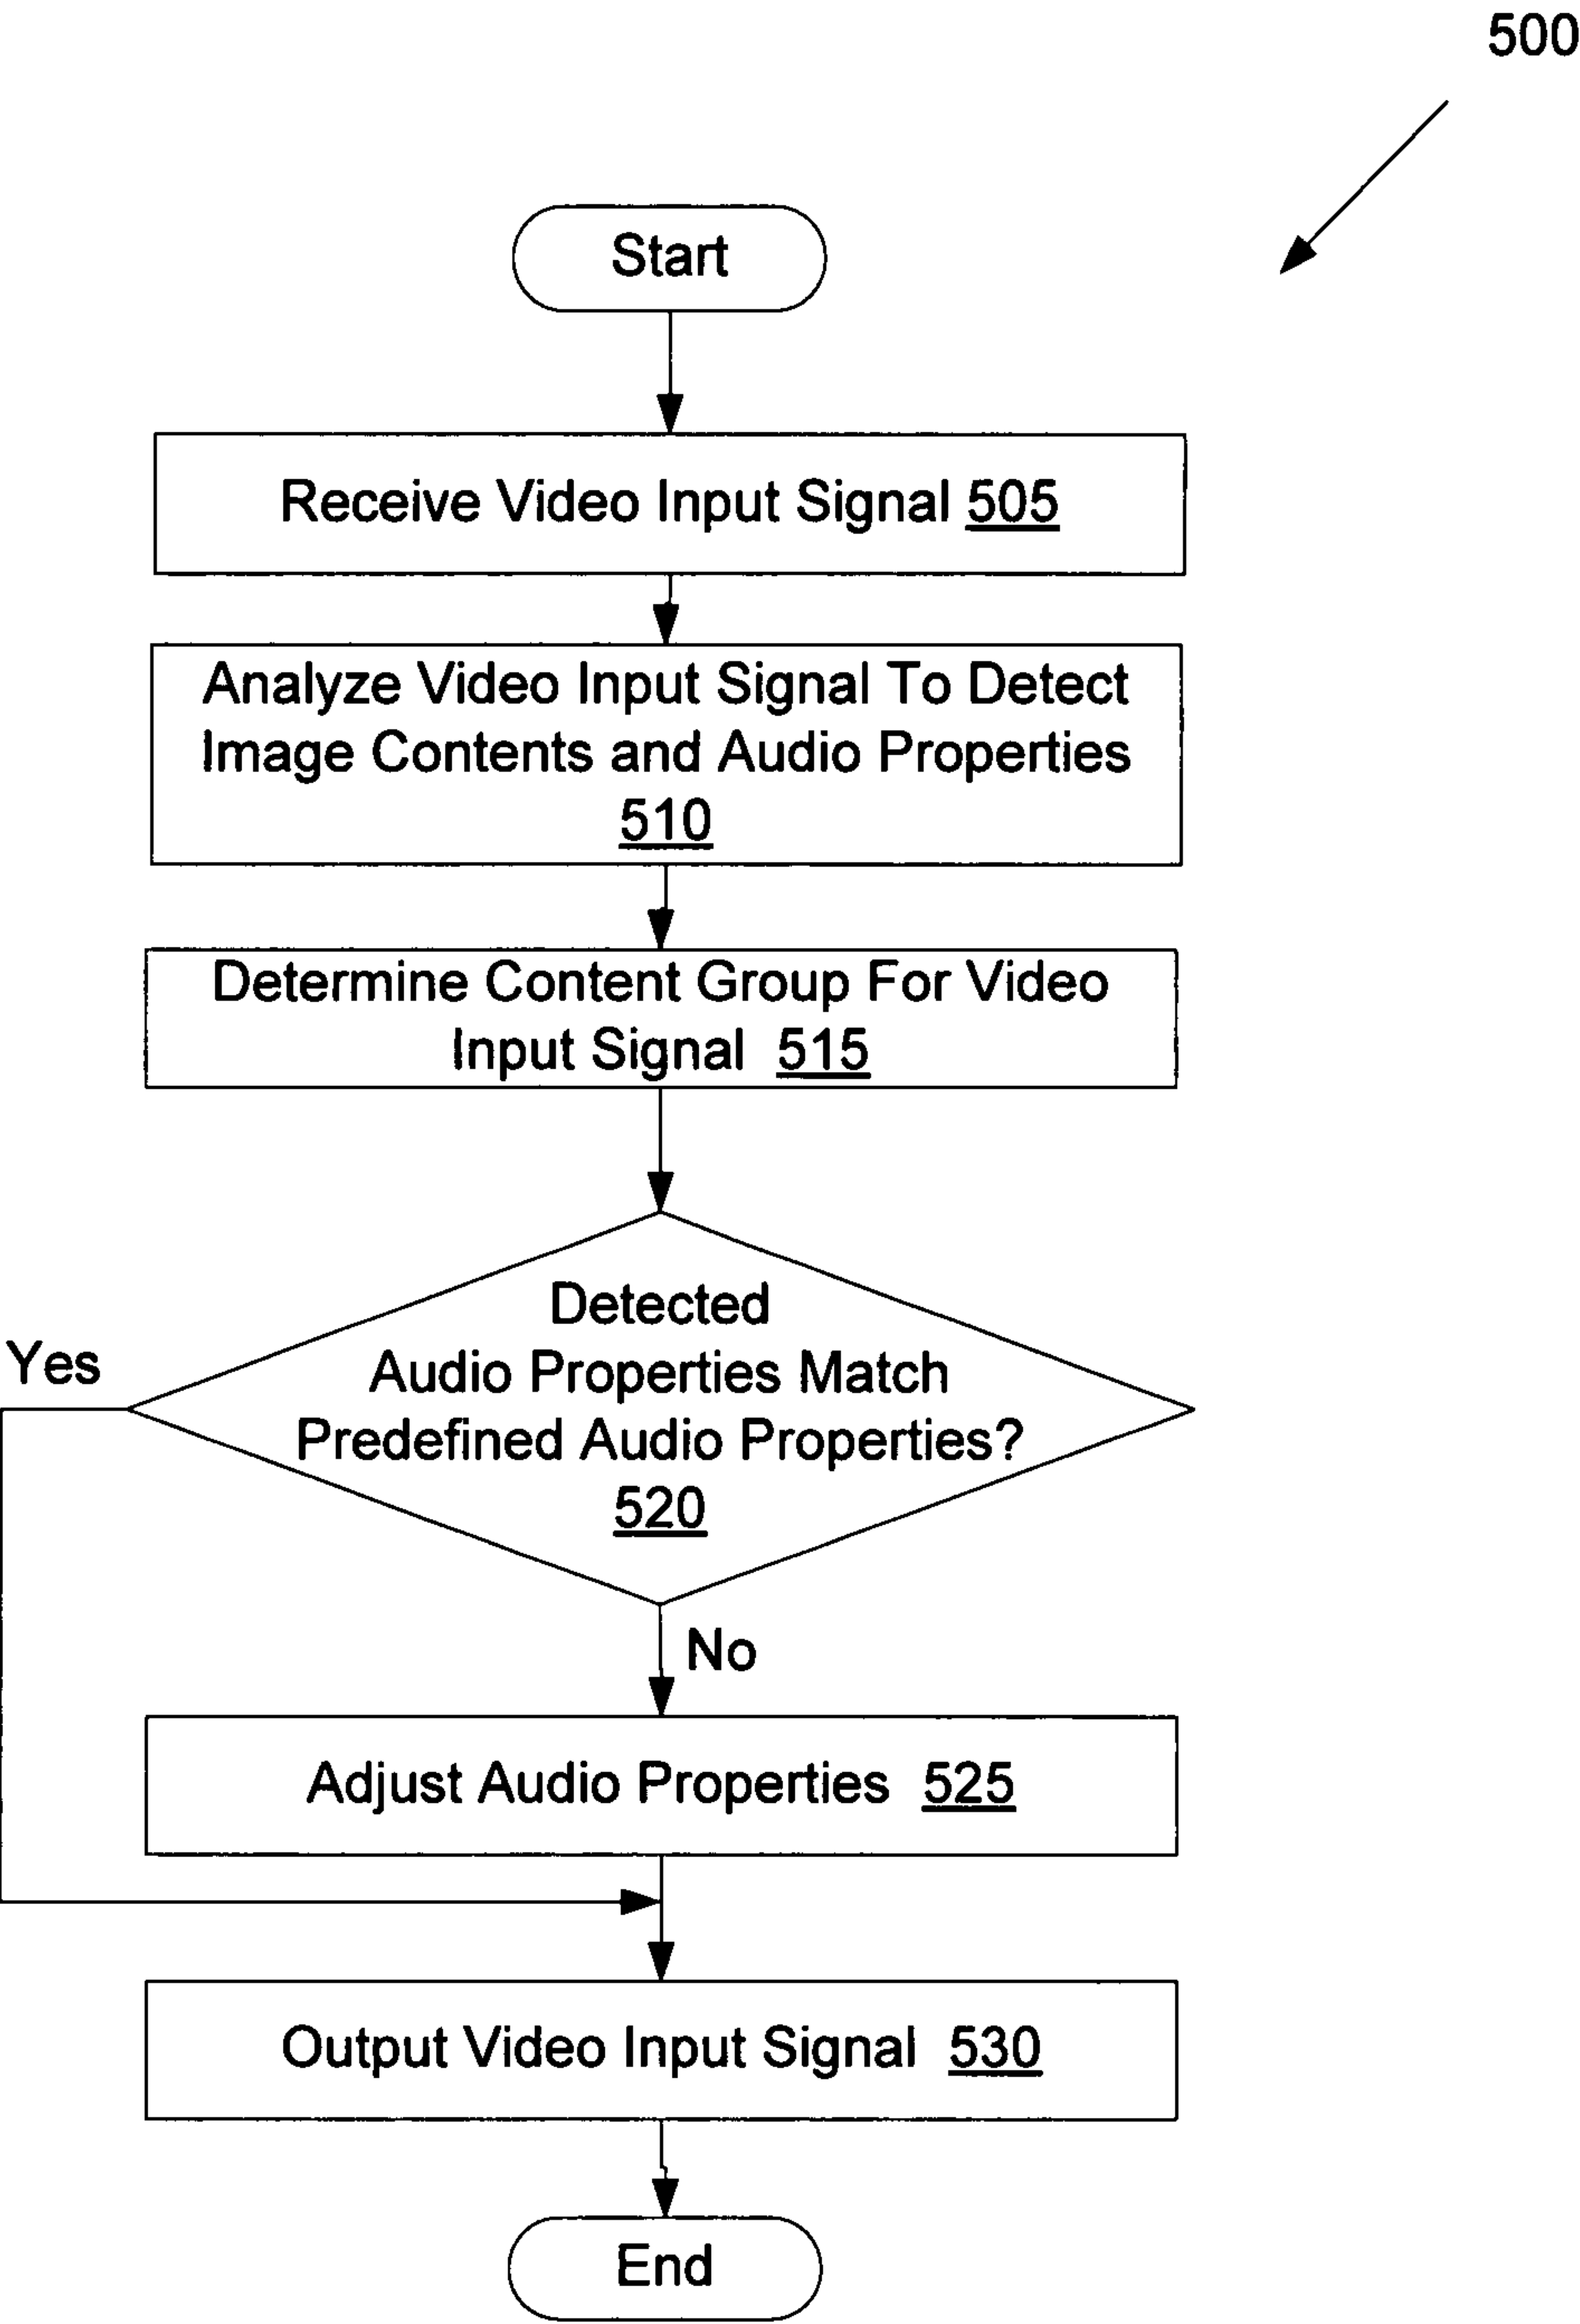 500
Start
Receive Video Input Signal 505
Analyze Video Input Signal To Detect
Image Contents and Audio Properties
510
Determine Content Group For Video
Input Signal 515
Detected
Audio Properties Match
Predefined Audio Properties?
520
Yes
No
Adjust Audio Properties 525
Output Video Input Signal 530
End